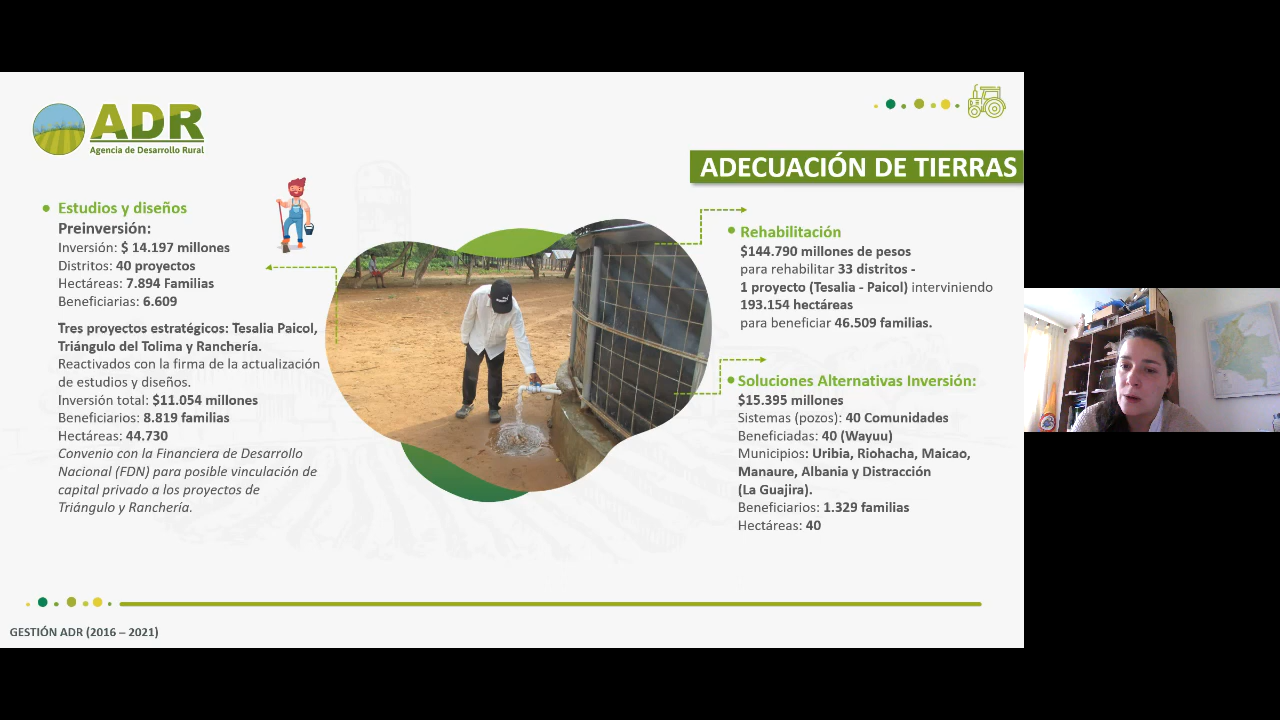 ADR
Agencia de Desarrollo Rural
ADECUACIÓN DE TIERRAS
Estudios y diseños
Preinversión:
Inversión: $ 14.197 millones
Distritos: 40 proyectos
Hectáreas: 7.894 Familias
Beneficiarias: 6.609
Tres proyectos estratégicos: Tesalia Paicol,
Triángulo del Tolima y Ranchería.
Reactivados con la firma de la actualización
de estudios y diseños.
Inversión total: $11.054 millones
Beneficiarios: 8.819 familias
Hectáreas: 44.730
Convenio con la Financiera de Desarrollo
Nacional (FDN) para posible vinculación de
capital privado a los proyectos de
Triángulo y Ranchería.
Rehabilitación
$144.790 millones de pesos
para rehabilitar 33 distritos -
1 proyecto (Tesalia - Paicol) interviniendo
193.154 hectáreas
para beneficiar 46.509 familias.
Soluciones Alternativas Inversión:
$15.395 millones
Sistemas (pozos): 40 Comunidades
Beneficiadas: 40 (Wayuu)
Municipios: Uribia, Riohacha, Maicao,
Manaure, Albania y Distracción
(La Guajira).
Beneficiarios: 1.329 familias
Hectáreas: 40
GESTIÓN ADR (2016 – 2021)